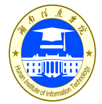 湖南信息学院
Hunan Institute of Information Technology